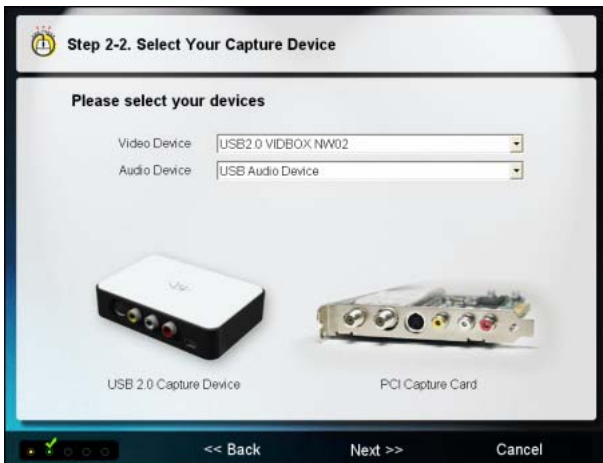 Step 2-2. Select Your Capture Device
Please select your devices
Video Device USB2.0 VIDBOX NW02
Audio Device USB Audio Device
USB 2.0 Capture Device PCI Capture Card
<< Back Next >> Cancel